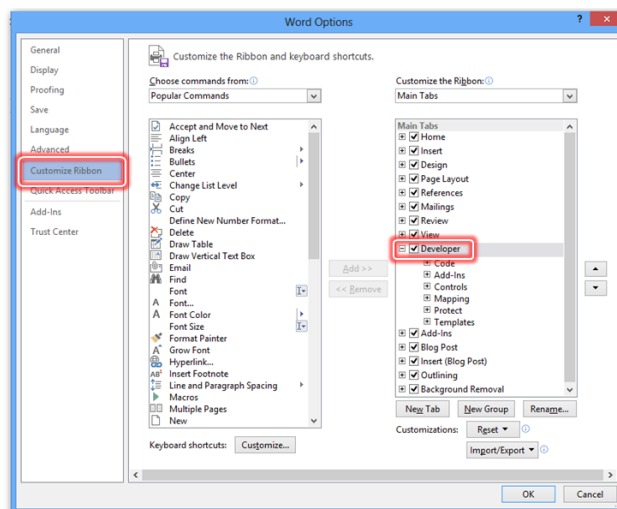 Word Options
?
General
Display
Proofing
Save
Language
Advanced
Customize Ribbon
Quick Access Toolbar
Add-Ins
Trust Center
Customize the Ribbon and keyboard shortcuts.
Choose commands from:
Popular Commands
Accept and Move to Next
Align Left
Breaks
Bullets
Center
Change List Level
Copy
Cut
Define New Number Format...
Delete
Draw Table
Draw Vertical Text Box
Email
Find
Font
Font...
Font Color
Font Size
Format Painter
Grow Font
Hyperlink...
Insert Footnote
Line and Paragraph Spacing
Macros
Multiple Pages
New
Keyboard shortcuts: Customize...
Add >>
<< Remove
Customize the Ribbon:
Main Tabs
Main Tabs
Home
Insert
Design
Page Layout
References
Mailings
Review
View
Developer
Code
Add-Ins
Controls
Mapping
Protect
Templates
Add-Ins
Blog Post
Insert (Blog Post)
Outlining
Background Removal
New Tab New Group Rename...
Customizations: Reset
Import/Export
OK Cancel